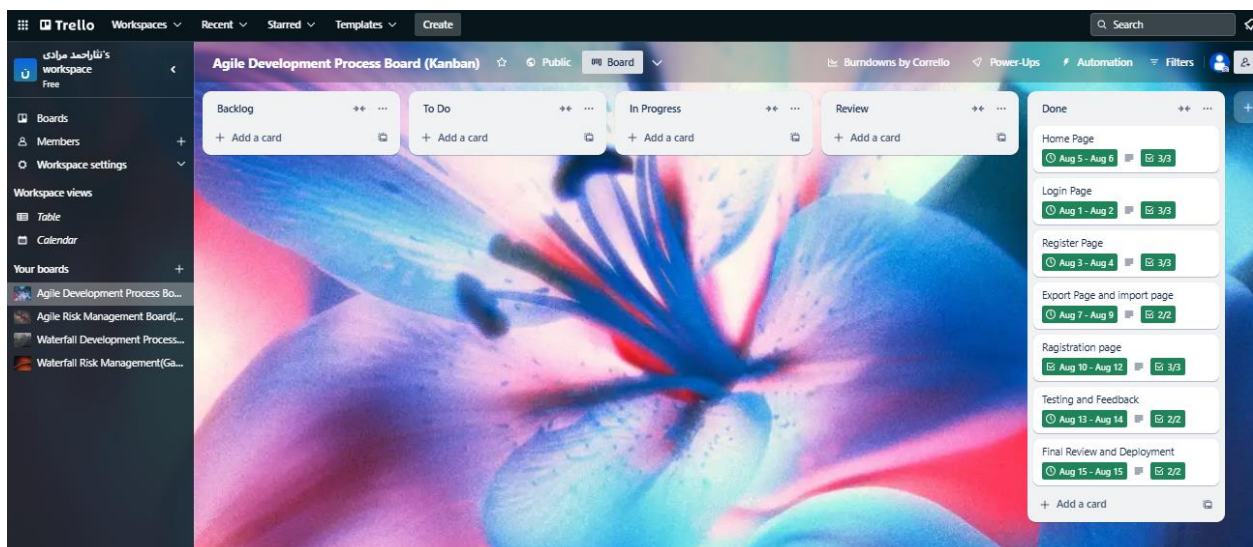 Trello Workspaces Recent Starred Templates Create Search
نثاراحمد مرادی's
workspace
Free
ن
Agile Development Process Board (Kanban) Public Board Burndowns by Corrello Power-Ups Automation Filters
Boards
Members
Workspace settings
Workspace views
Table
Calendar
Your boards
Agile Development Process Bo...
Agile Risk Management Board(...
Waterfall Development Process...
Waterfall Risk Management(Ga...
Backlog
Add a card
To Do
Add a card
In Progress
Add a card
Review
Add a card
Done
Home Page
Aug 5 - Aug 6 3/3
Login Page
Aug 1 - Aug 2 3/3
Register Page
Aug 3 - Aug 4 3/3
Export Page and import page
Aug 7 - Aug 9 2/2
Ragistration page
Aug 10 - Aug 12 3/3
Testing and Feedback
Aug 13 - Aug 14 2/2
Final Review and Deployment
Aug 15 - Aug 15 2/2
Add a card